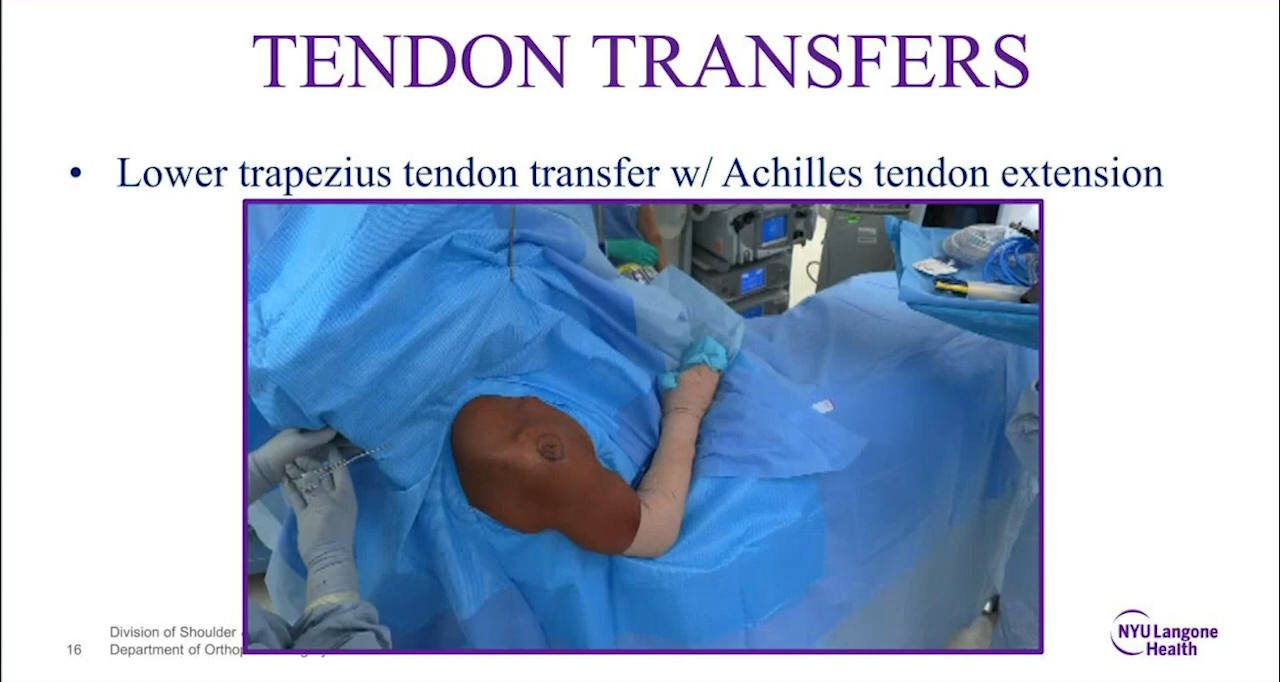 TENDON TRANSFERS
• Lower trapezius tendon transfer w/ Achilles tendon extension
Division of Shoulder
16 Department of Orthop
NYU Langone
Health